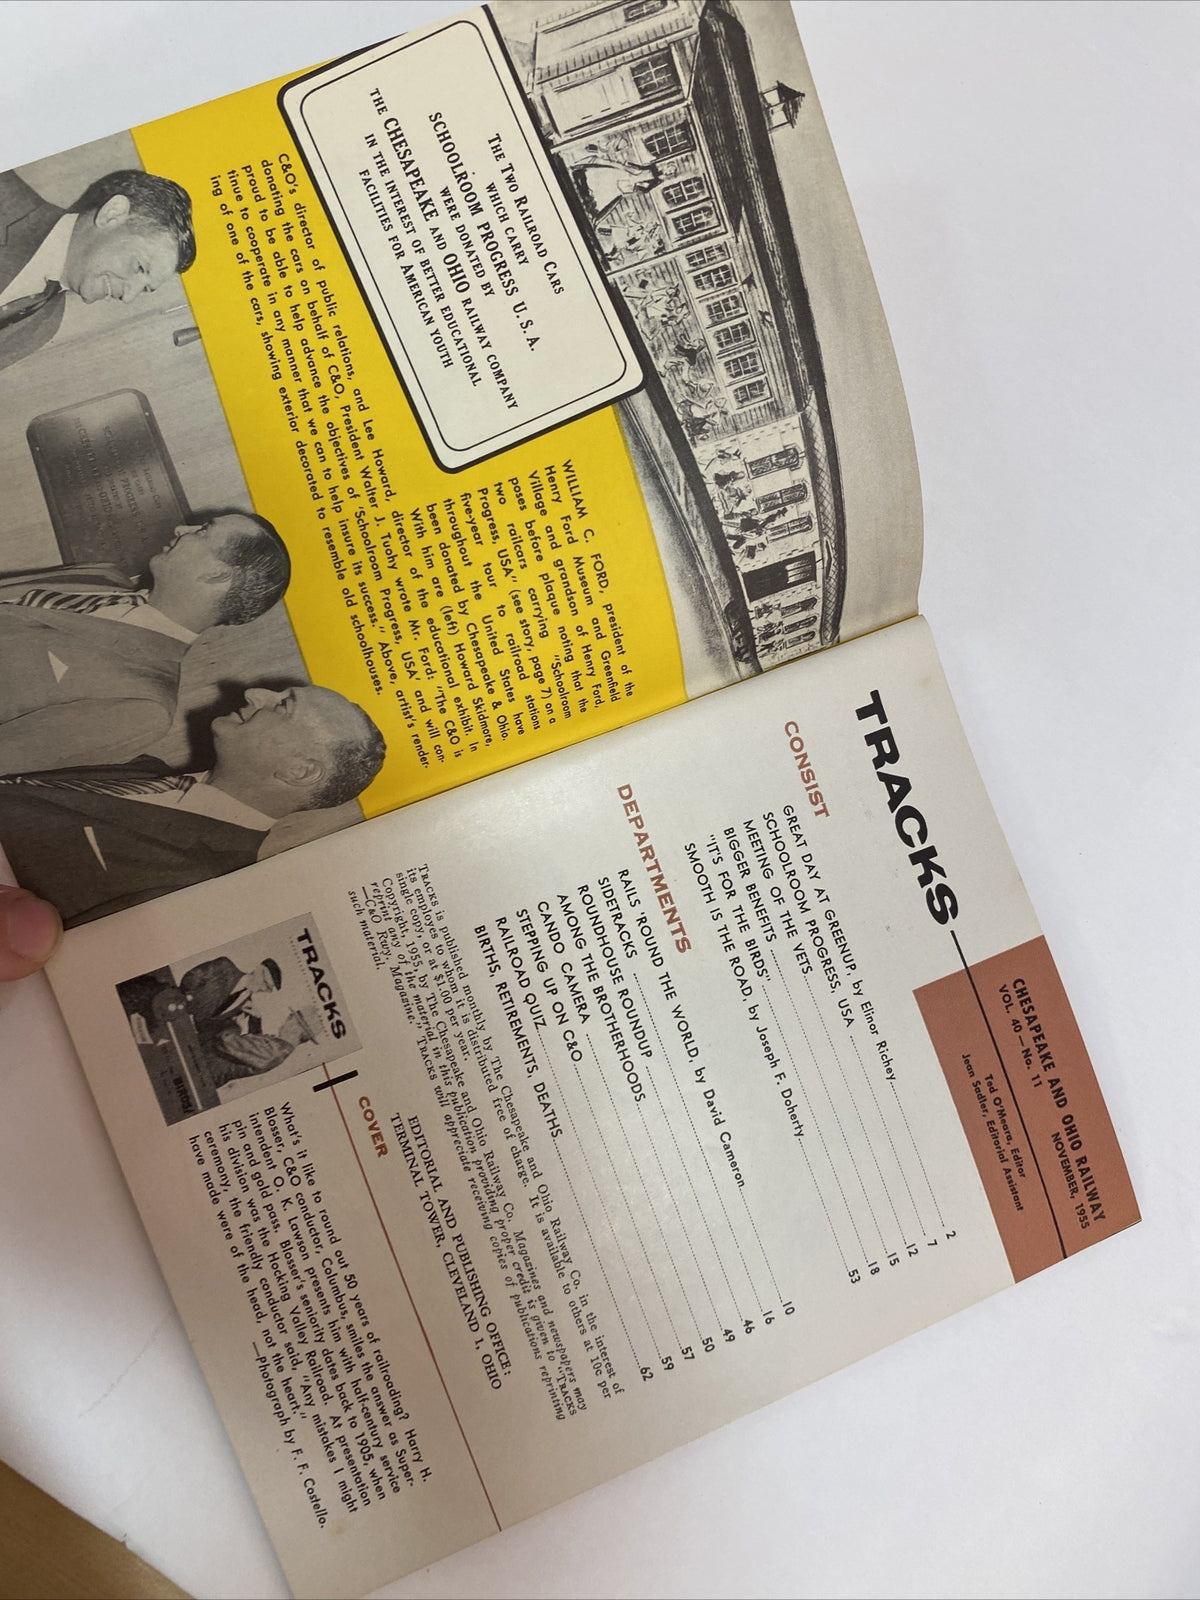 THE TWO RAILROAD CARS
WHICH CARRY
SCHOOLROOM PROGRESS U. S. A.
WERE DONATED BY
THE CHESAPEAKE AND OHIO RAILWAY COMPANY
IN THE INTEREST OF BETTER EDUCATIONAL
FACILITIES FOR AMERICAN YOUTH
WILLIAM C. FORD, president of the
Henry Ford Museum and Greenfield
Village and grandson of Henry Ford,
poses before plaque noting that the
two railcars carrying "Schoolroom
Progress, USA" (see story, page 7) on a
five-year tour to railroad stations
throughout the United States have
been donated by Chesapeake & Ohio.
With him are (left) Howard Skidmore,
C&O's director of public relations, and Lee Howard, director of the educational exhibit. In
donating the cars on behalf of C&O, President Walter J. Tuohy wrote Mr. Ford: "The C&O is
proud to be able to help advance the objectives of 'Schoolroom Progress, USA' and will con-
tinue to cooperate in any manner that we can to help insure its success." Above, artist's render-
ing of one of the cars, showing exterior decorated to resemble old schoolhouses.
TRACKS
CHESAPEAKE AND OHIO RAILWAY
VOL. 40—No. 11 NOVEMBER, 1955
Ted O'Meara, Editor
Jean Sadler, Editorial Assistant
CONSIST
GREAT DAY AT GREENUP, by Elinor Richey 2
SCHOOLROOM PROGRESS, USA 7
MEETING OF THE VETS 12
BIGGER BENEFITS 15
"IT'S FOR THE BIRDS" 18
SMOOTH IS THE ROAD, by Joseph F. Doherty 53
DEPARTMENTS
RAILS 'ROUND THE WORLD, by David Cameron 10
SIDETRACKS 16
ROUNDHOUSE ROUNDUP 46
AMONG THE BROTHERHOODS 49
CANDO CAMERA 50
STEPPING UP ON C&O 57
RAILROAD QUIZ 59
BIRTHS, RETIREMENTS, DEATHS 62
TRACKS is published monthly by The Chesapeake and Ohio Railway Co. in the interest of
its employes to whom it is distributed free of charge. It is available to others at 10c per
single copy, or at $1.00 per year.
Copyright, 1955, by The Chesapeake and Ohio Railway Co. Magazines and newspapers may
reprint any of the material in this publication providing proper credit is given to "TRACKS
—C&O Rwy. Magazine." TRACKS will appreciate receiving copies of publications reprinting
such material.
EDITORIAL AND PUBLISHING OFFICE:
TERMINAL TOWER, CLEVELAND 1, OHIO
COVER
TRACKS
What's it like to round out 50 years of railroading? Harry H.
Blosser, C&O conductor, Columbus, smiles the answer as Super-
intendent O. K. Lawson presents him with half-century service
pin and gold pass. Blosser's seniority dates back to 1905, when
his division was the Hocking Valley Railroad. At presentation
ceremony, the friendly conductor said, "Any mistakes I might
have made were of the head, not the heart."
—Photograph by F. F. Costello.